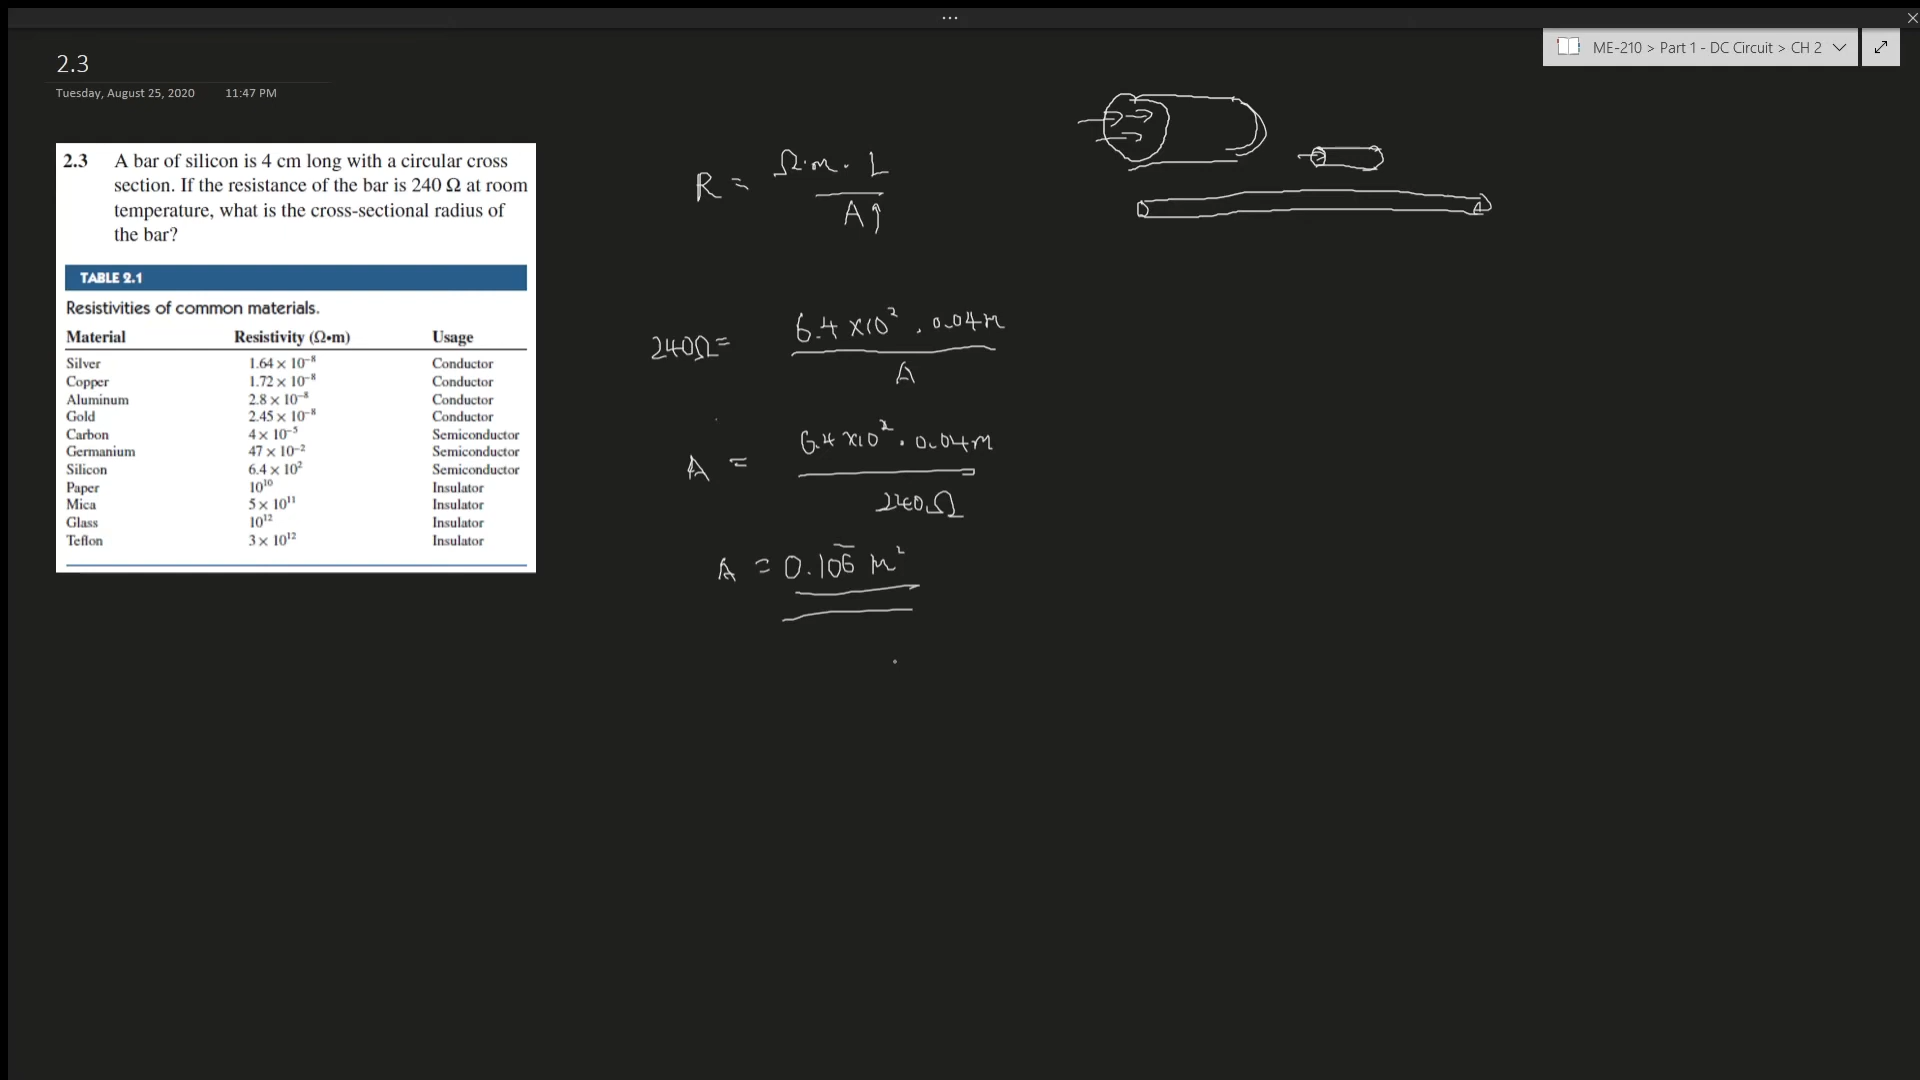 ...
ME-210 > Part 1 - DC Circuit > CH 2
2.3
Tuesday, August 25, 2020 11:47 PM
2.3 A bar of silicon is 4 cm long with a circular cross
section. If the resistance of the bar is 240 Ω at room
temperature, what is the cross-sectional radius of
the bar?
TABLE 2.1
Resistivities of common materials.
Material Resistivity (Ω•m) Usage
Silver 1.64 × 10⁻⁸ Conductor
Copper 1.72 × 10⁻⁸ Conductor
Aluminum 2.8 × 10⁻⁸ Conductor
Gold 2.45 × 10⁻⁸ Conductor
Carbon 4 × 10⁻⁵ Semiconductor
Germanium 47 × 10⁻² Semiconductor
Silicon 6.4 × 10² Semiconductor
Paper 10¹⁰ Insulator
Mica 5 × 10¹¹ Insulator
Glass 10¹² Insulator
Teflon 3 × 10¹² Insulator
Ω·m · L
R =
A↑
6.4 ×10² · 0.04m
240Ω =
A
6.4 ×10² · 0.04m
A =
240Ω
A = 0.106̅ m²